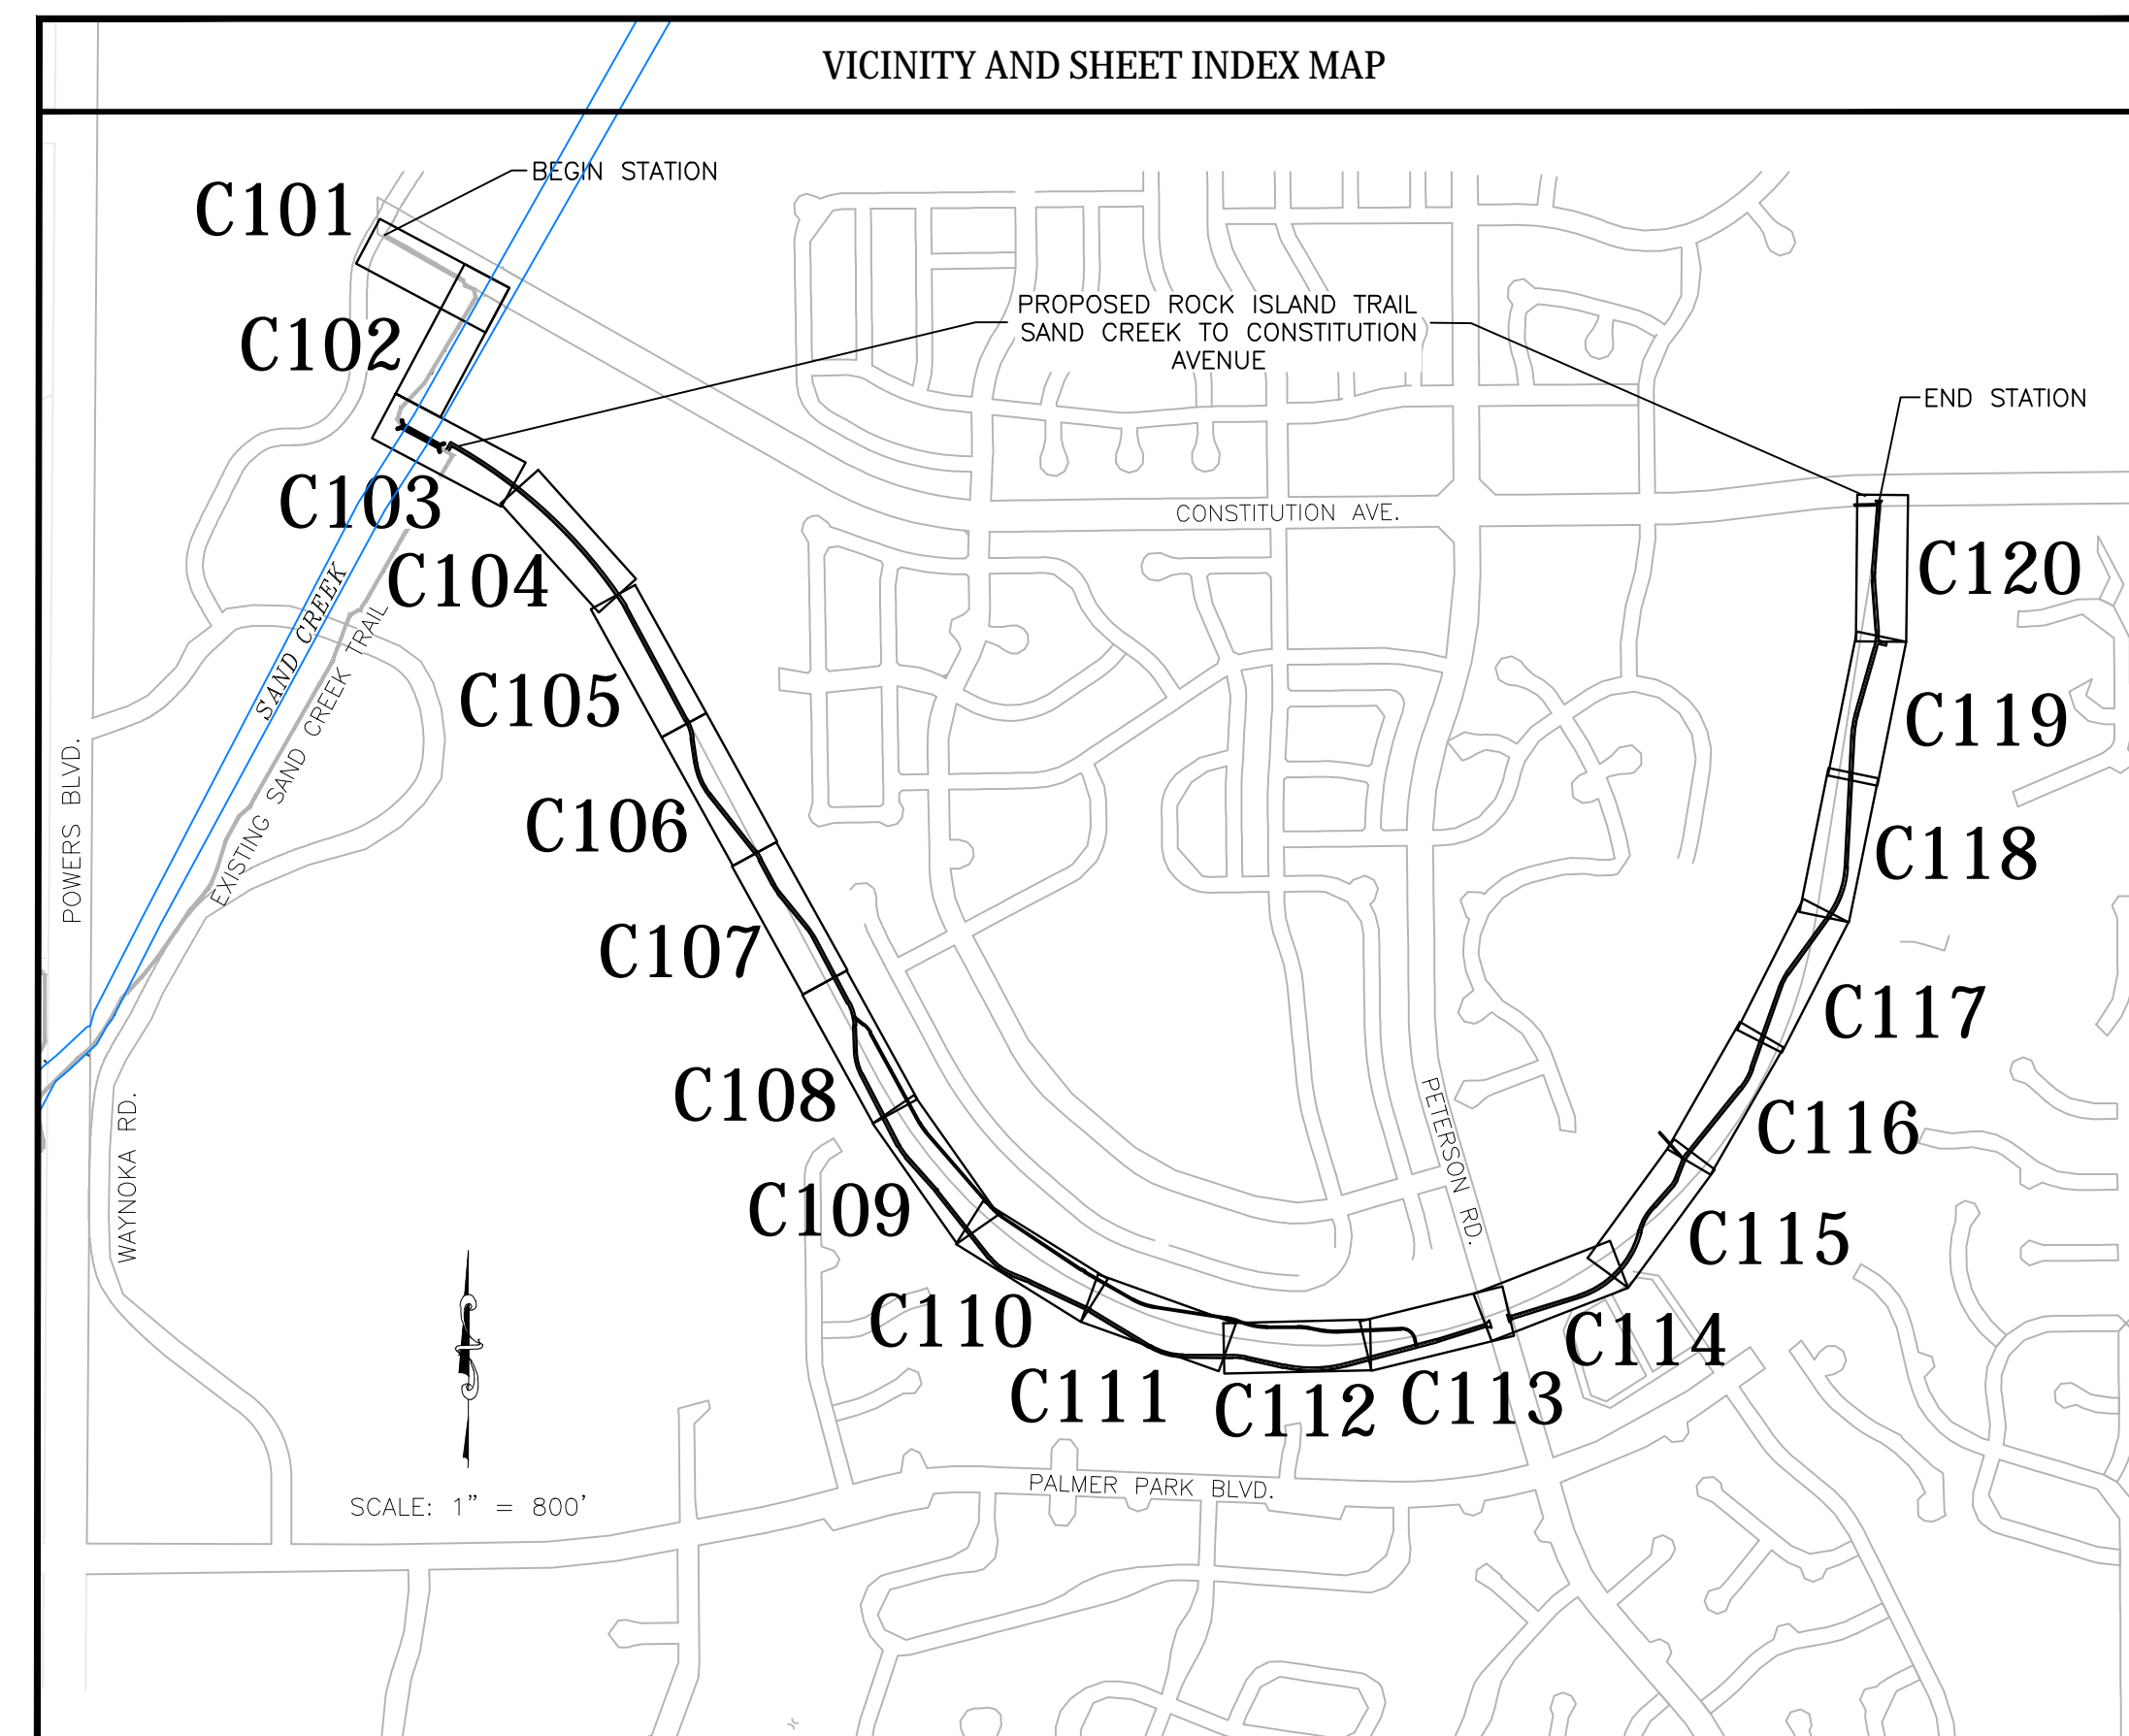 VICINITY AND SHEET INDEX MAP
BEGIN STATION
C101
C102
PROPOSED ROCK ISLAND TRAIL
SAND CREEK TO CONSTITUTION
AVENUE
END STATION
C103
CONSTITUTION AVE.
C104
C120
SAND CREEK
EXISTING SAND CREEK TRAIL
C105
C119
POWERS BLVD.
C106
C118
C107
C117
C108
PETERSON RD.
WAYNOKA RD.
C116
C109
C115
C110
C114
C111
C112
C113
PALMER PARK BLVD.
SCALE: 1" = 800'